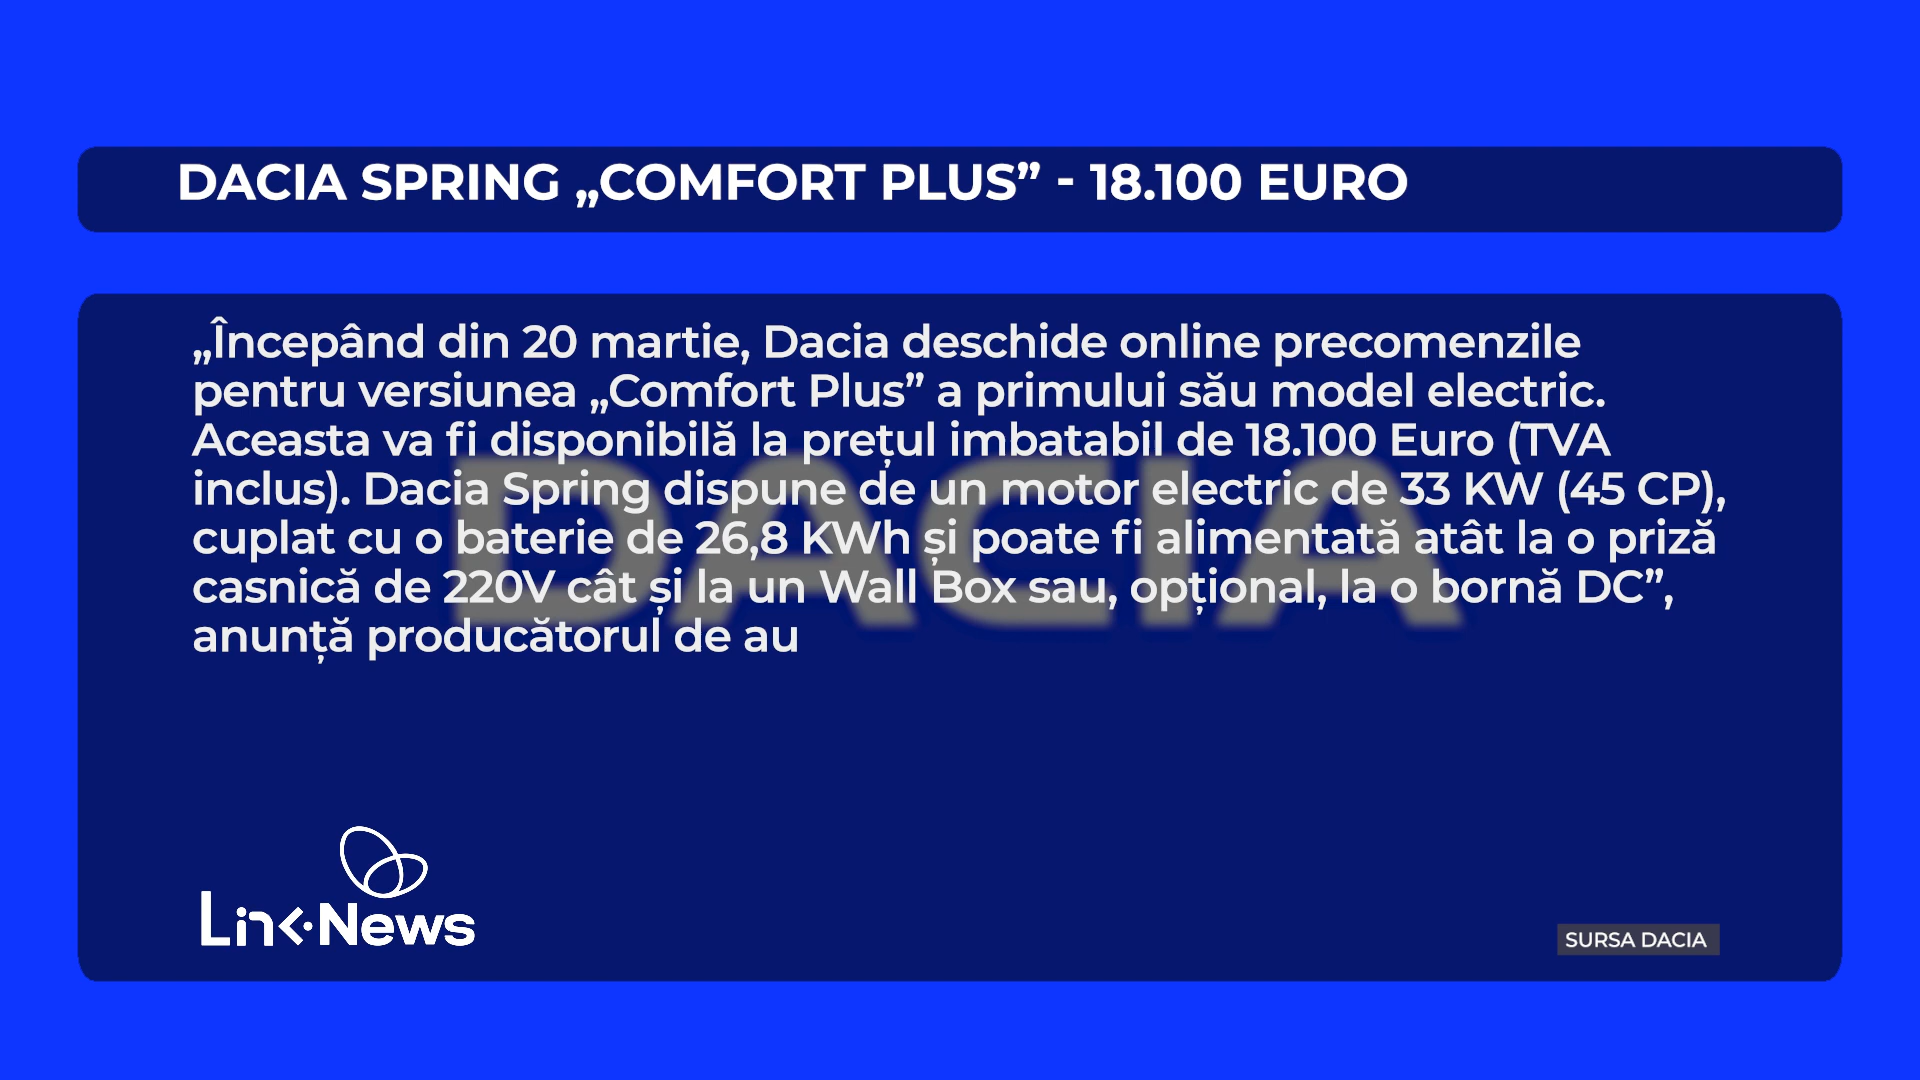 DACIA SPRING „COMFORT PLUS” - 18.100 EURO
„Începând din 20 martie, Dacia deschide online precomenzile
pentru versiunea „Comfort Plus” a primului său model electric.
Aceasta va fi disponibilă la prețul imbatabil de 18.100 Euro (TVA
inclus). Dacia Spring dispune de un motor electric de 33 KW (45 CP),
cuplat cu o baterie de 26,8 KWh și poate fi alimentată atât la o priză
casnică de 220V cât și la un Wall Box sau, opțional, la o bornă DC”,
anunță producătorul de au
DACIA
Link News
SURSA DACIA